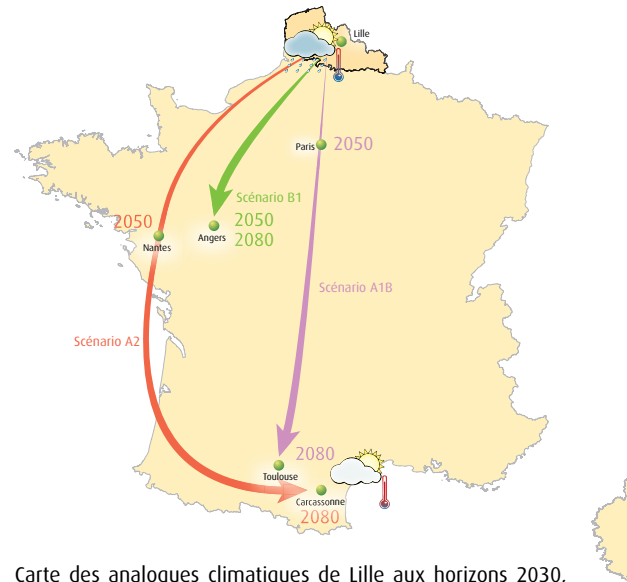 Lille
Paris 2050
Scénario B1
2050
2050
Nantes
Angers
2080
Scénario A1B
Scénario A2
2080
Toulouse
Carcassonne
2080
Carte des analogues climatiques de Lille aux horizons 2030,